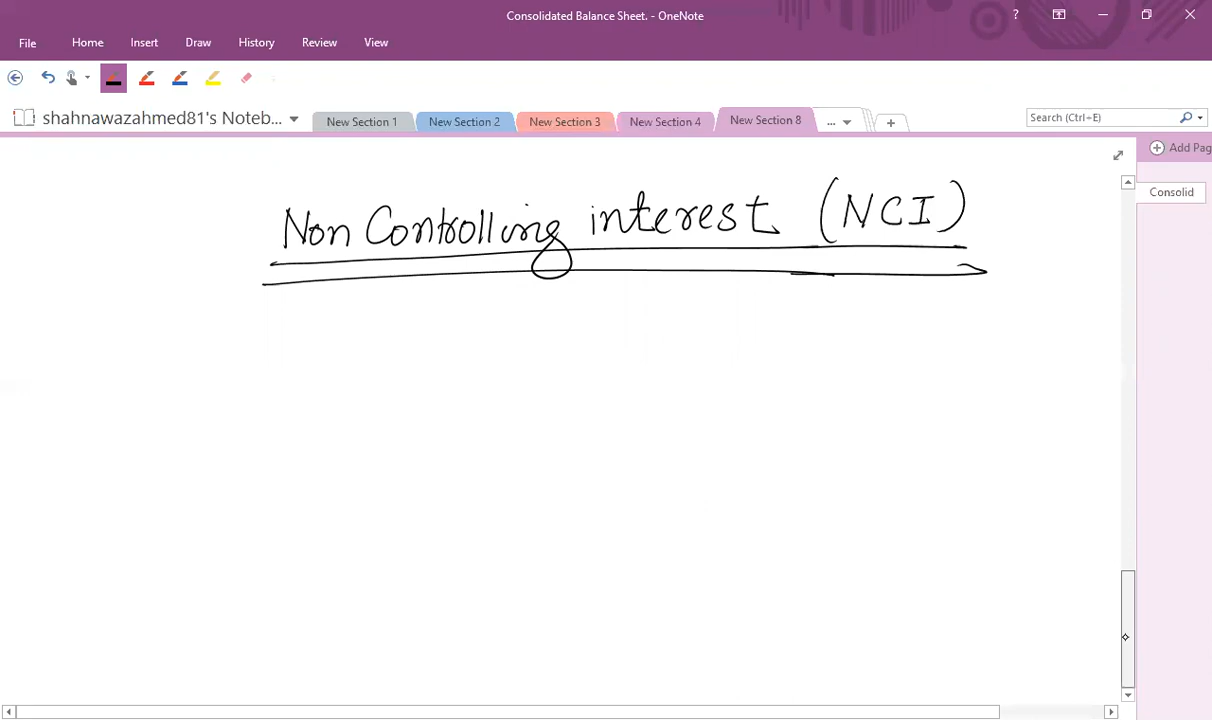 Consolidated Balance Sheet. - OneNote
?
File Home Insert Draw History Review View
shahnawazahmed81's Noteb... New Section 1 New Section 2 New Section 3 New Section 4 New Section 8 ... + Search (Ctrl+E)
Add Pag
Consolid
Non Controlling interest (NCI)